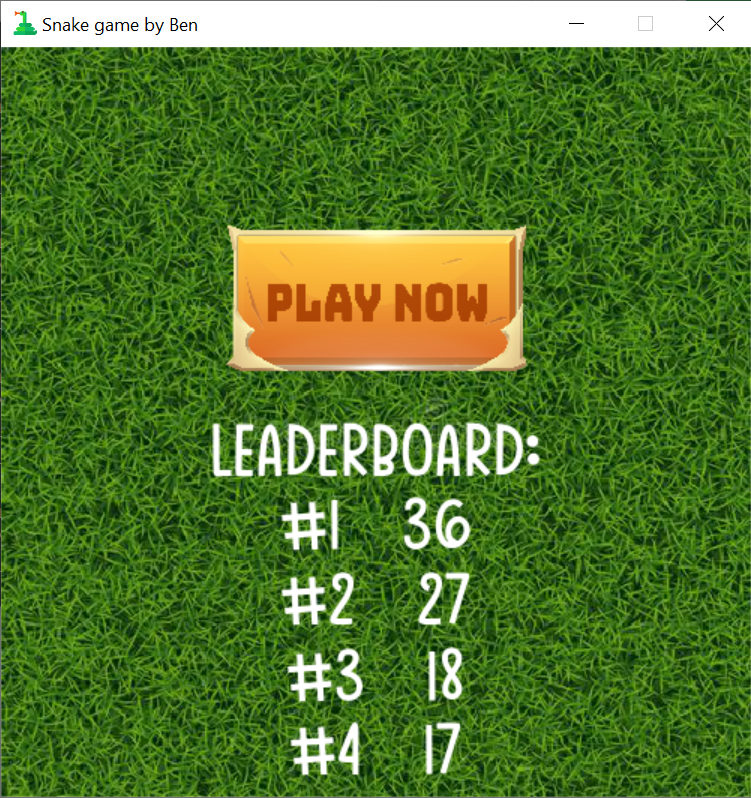 Snake game by Ben
PLAY NOW
LEADERBOARD:
#1 36
#2 27
#3 18
#4 17